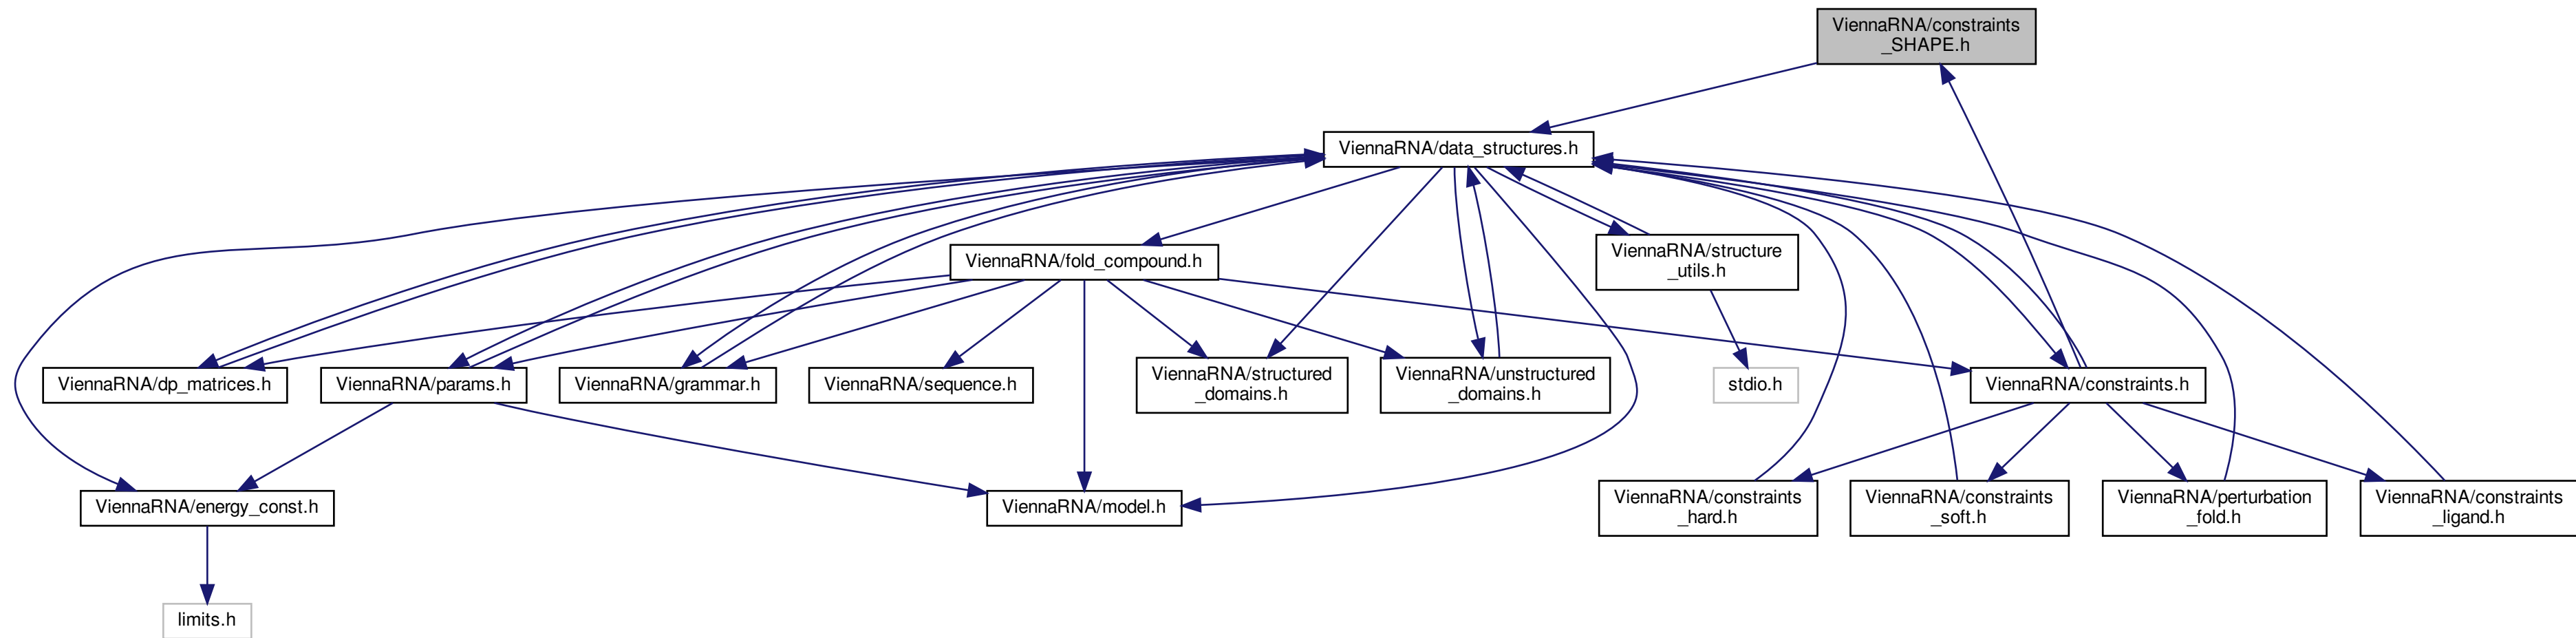 ViennaRNA/constraints
_SHAPE.h
ViennaRNA/data_structures.h
ViennaRNA/fold_compound.h
ViennaRNA/structure
_utils.h
ViennaRNA/dp_matrices.h
ViennaRNA/params.h
ViennaRNA/grammar.h
ViennaRNA/sequence.h
ViennaRNA/structured
_domains.h
ViennaRNA/unstructured
_domains.h
stdio.h
ViennaRNA/constraints.h
ViennaRNA/energy_const.h
ViennaRNA/model.h
ViennaRNA/constraints
_hard.h
ViennaRNA/constraints
_soft.h
ViennaRNA/perturbation
_fold.h
ViennaRNA/constraints
_ligand.h
limits.h